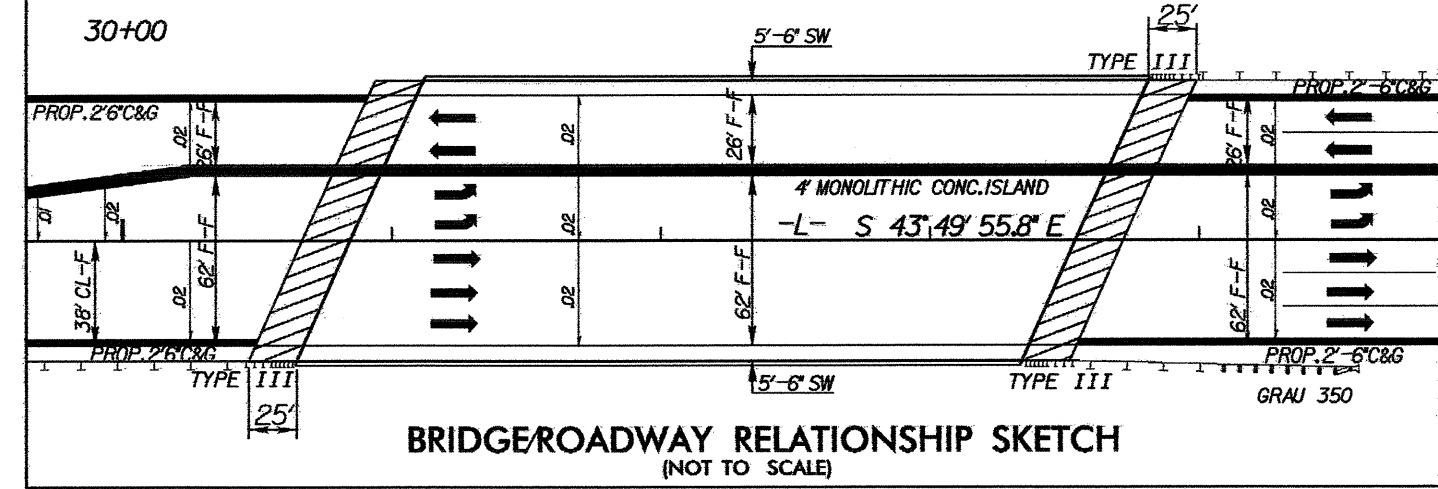 30+00
25'
5'-6" SW
TYPE III
PROP. 2'6"C&G
PROP. 2'-6"C&G
.02
26' F-F
.02
26' F-F
26' F-F
.02
4' MONOLITHIC CONC. ISLAND
-L- S 43° 49' 55.8" E
.01
.02
.02
.02
38' CL-F
.02
62' F-F
.02
62' F-F
62' F-F
.02
PROP. 2'6"C&G
PROP. 2'-6"C&G
TYPE III
5'-6" SW
TYPE III
GRAU 350
25'
BRIDGE/ROADWAY RELATIONSHIP SKETCH
(NOT TO SCALE)